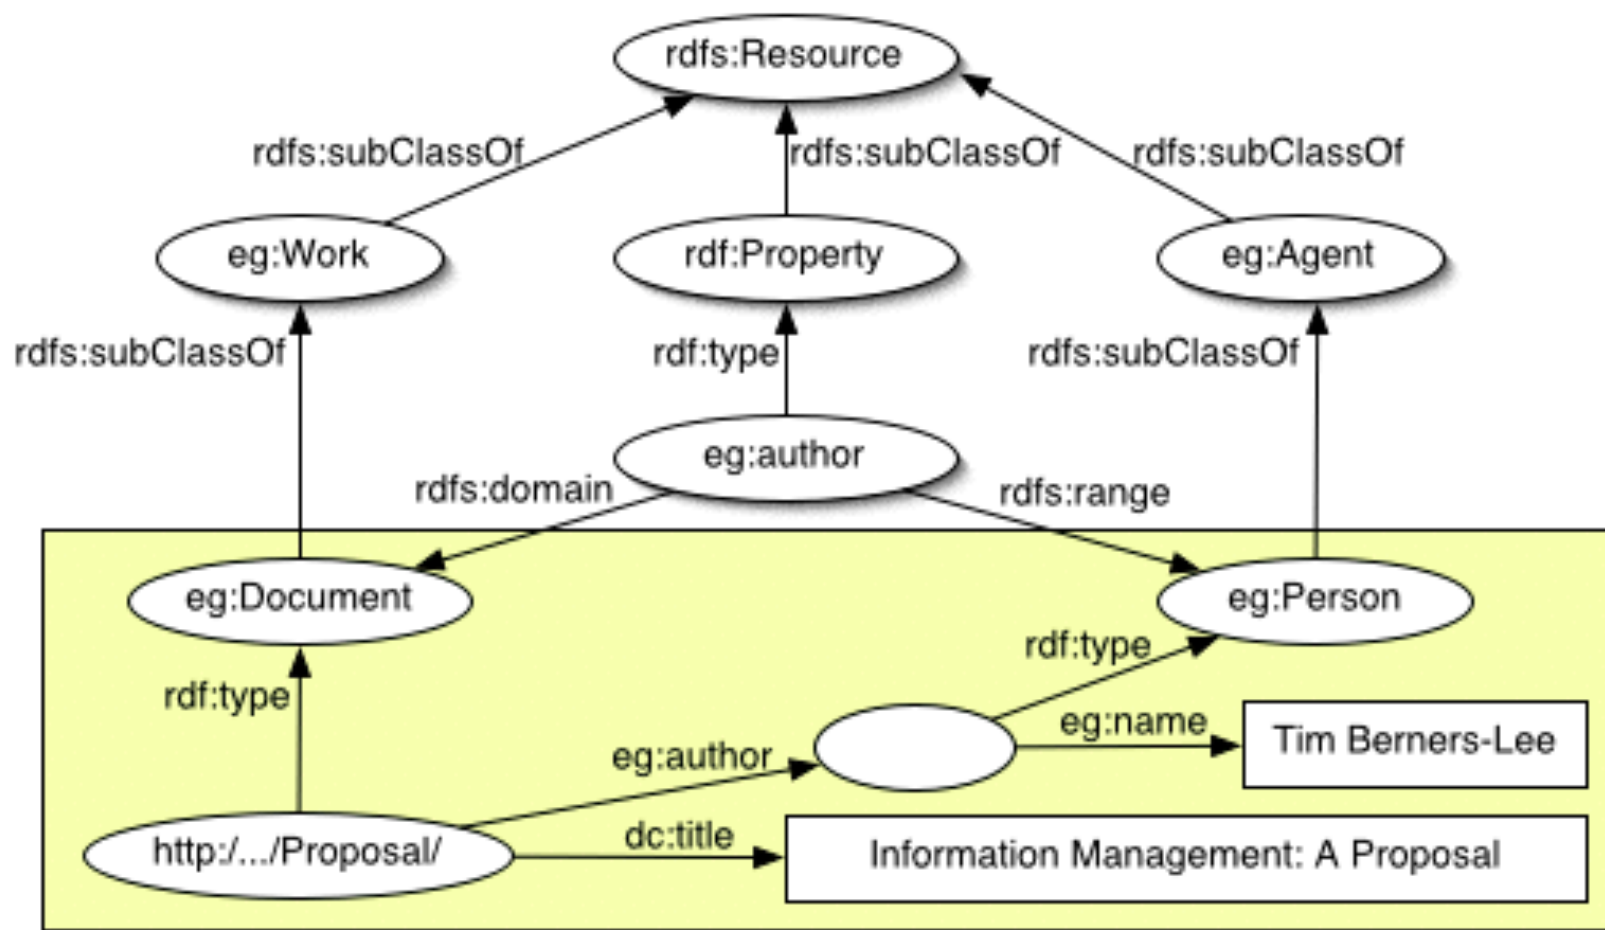 rdfs:Resource
rdfs:subClassOf
rdfs:subClassOf
rdfs:subClassOf
eg:Work
rdf:Property
eg:Agent
rdfs:subClassOf
rdf:type
rdfs:subClassOf
eg:author
rdfs:domain
rdfs:range
eg:Document
eg:Person
rdf:type
rdf:type
eg:name
Tim Berners-Lee
eg:author
dc:title
http:/.../Proposal/
Information Management: A Proposal